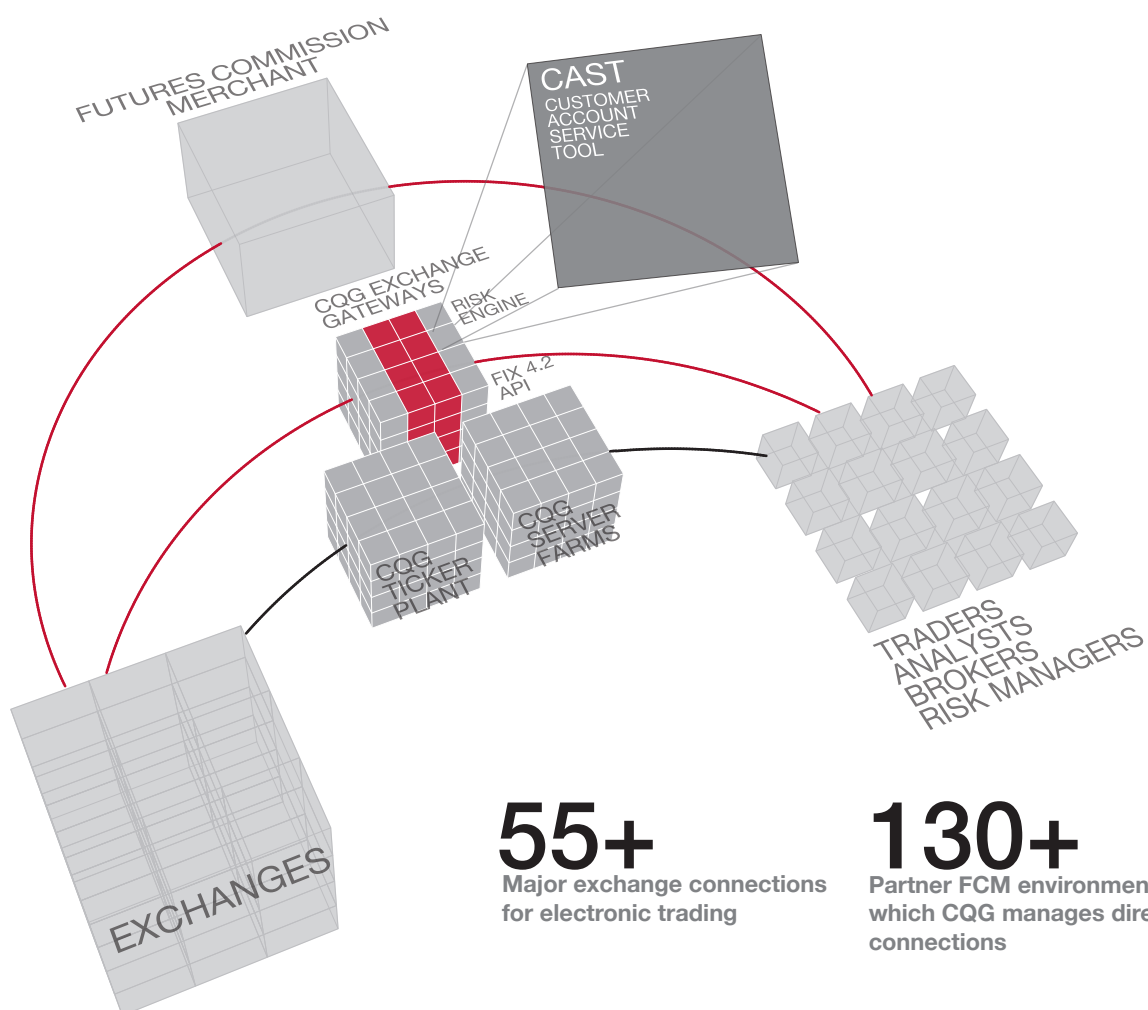 FUTURES COMMISSION
MERCHANT
CAST
CUSTOMER
ACCOUNT
SERVICE
TOOL
CQG EXCHANGE
GATEWAYS
RISK
ENGINE
FIX 4.2
API
CQG
SERVER
FARMS
CQG
TICKER
PLANT
TRADERS
ANALYSTS
BROKERS
RISK MANAGERS
EXCHANGES
55+
Major exchange connections
for electronic trading
130+
Partner FCM
which CQG manages
connections